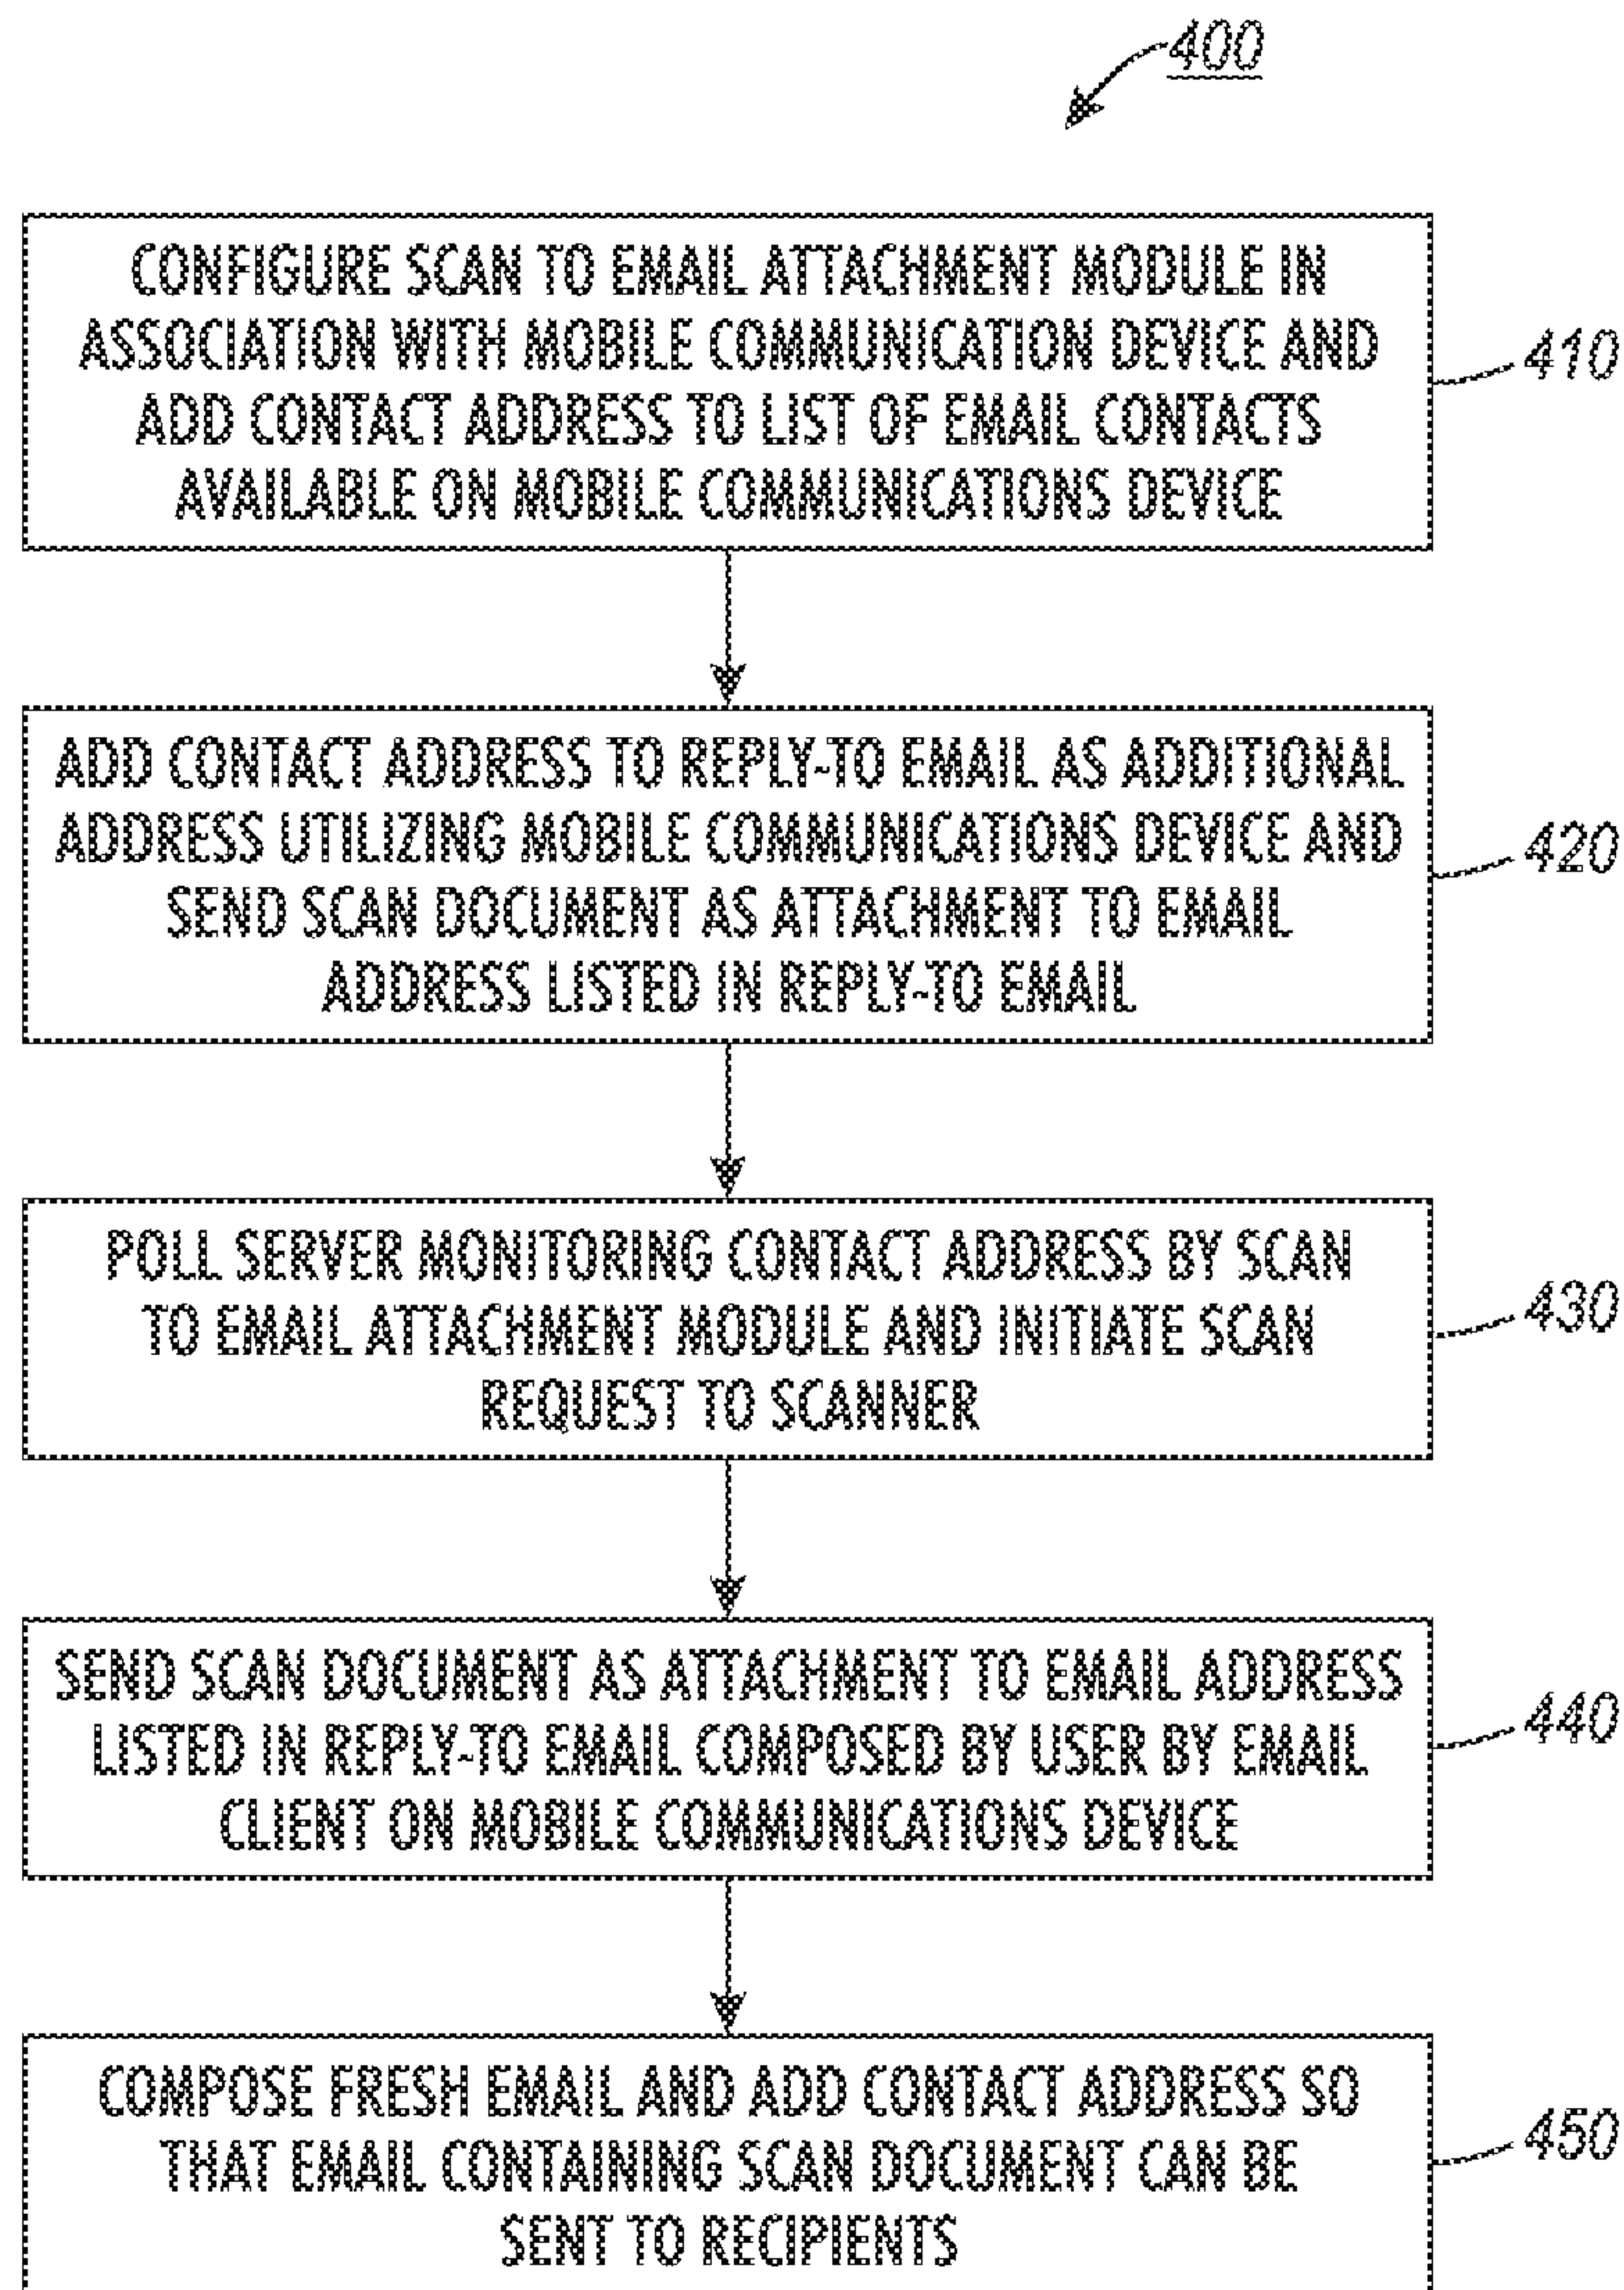 400
CONFIGURE SCAN TO EMAIL ATTACHMENT MODULE IN
ASSOCIATION WITH MOBILE COMMUNICATION DEVICE AND
ADD CONTACT ADDRESS TO LIST OF EMAIL CONTACTS
AVAILABLE ON MOBILE COMMUNICATIONS DEVICE
410
ADD CONTACT ADDRESS TO REPLY-TO EMAIL AS ADDITIONAL
ADDRESS UTILIZING MOBILE COMMUNICATIONS DEVICE AND
SEND SCAN DOCUMENT AS ATTACHMENT TO EMAIL
ADDRESS LISTED IN REPLY-TO EMAIL
420
POLL SERVER MONITORING CONTACT ADDRESS BY SCAN
TO EMAIL ATTACHMENT MODULE AND INITIATE SCAN
REQUEST TO SCANNER
430
SEND SCAN DOCUMENT AS ATTACHMENT TO EMAIL ADDRESS
LISTED IN REPLY-TO EMAIL COMPOSED BY USER BY EMAIL
CLIENT ON MOBILE COMMUNICATIONS DEVICE
440
COMPOSE FRESH EMAIL AND ADD CONTACT ADDRESS SO
THAT EMAIL CONTAINING SCAN DOCUMENT CAN BE
SENT TO RECIPIENTS
450